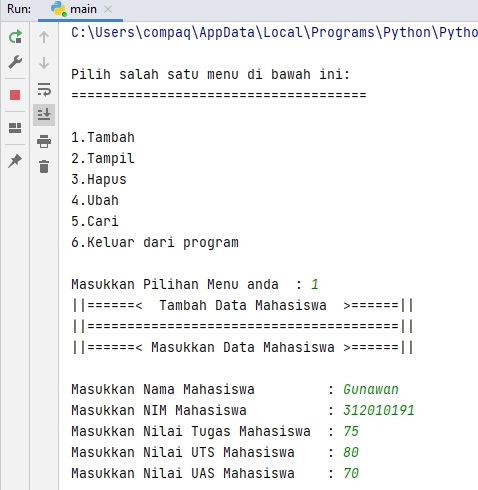 Run: main ×
C:\Users\compaq\AppData\Local\Programs\Python\Pytho
Pilih salah satu menu di bawah ini:
=====================================
1.Tambah
2.Tampil
3.Hapus
4.Ubah
5.Cari
6.Keluar dari program
Masukkan Pilihan Menu anda  : 1
||======<  Tambah Data Mahasiswa  >======||
||=======================================||
||======< Masukkan Data Mahasiswa >======||
Masukkan Nama Mahasiswa         : Gunawan
Masukkan NIM Mahasiswa          : 312010191
Masukkan Nilai Tugas Mahasiswa  : 75
Masukkan Nilai UTS Mahasiswa    : 80
Masukkan Nilai UAS Mahasiswa    : 70